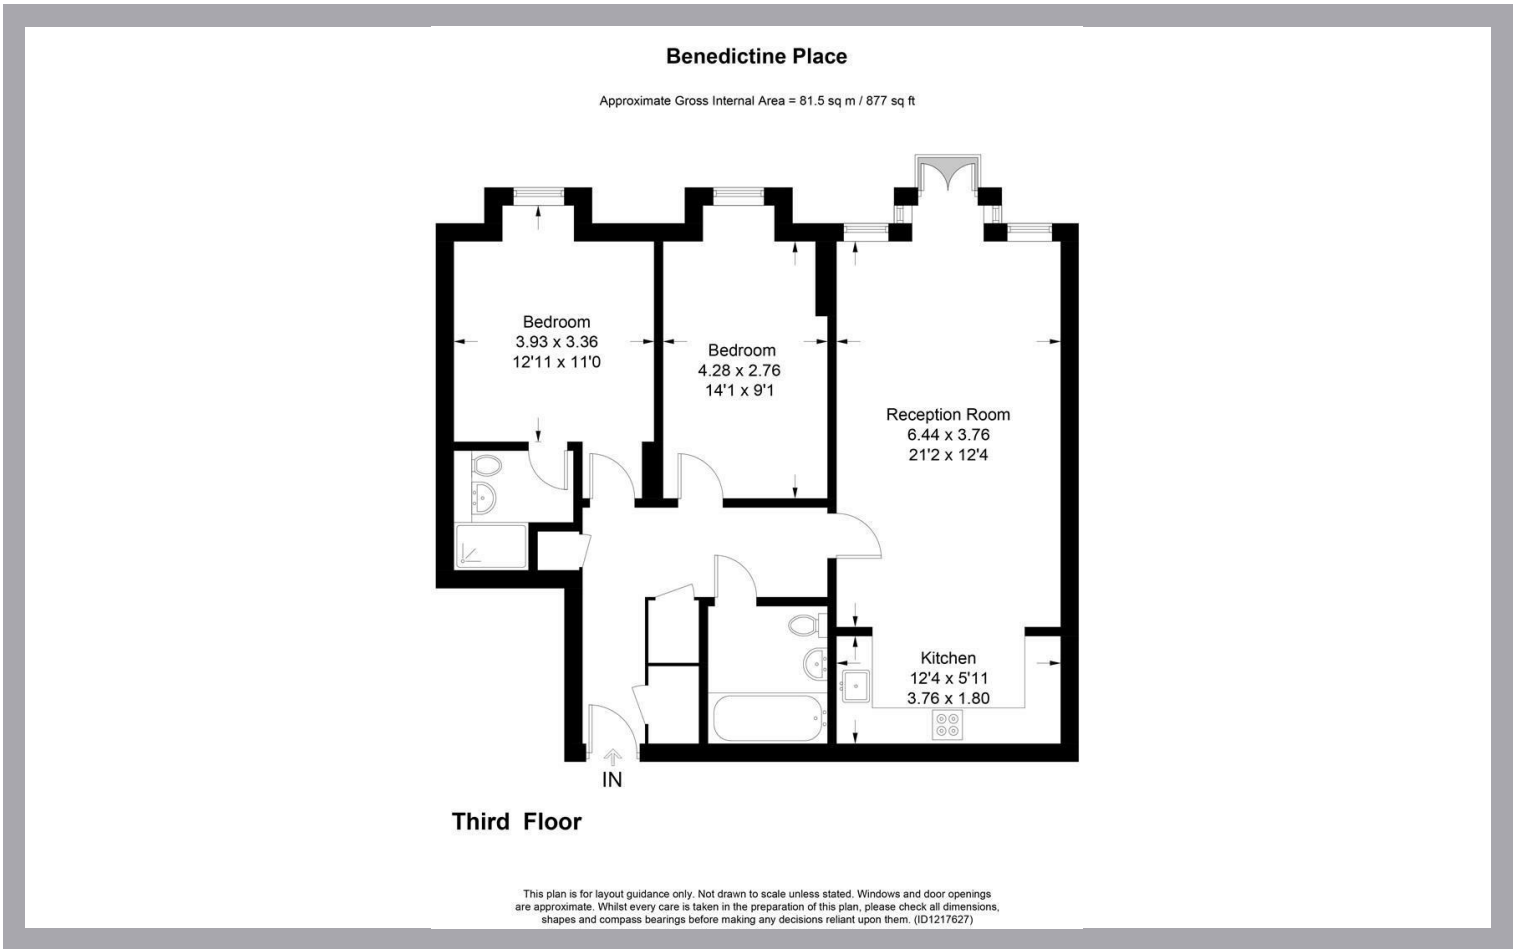 Benedictine Place
Approximate Gross Internal Area = 81.5 sq m / 877 sq ft
Bedroom
3.93 x 3.36
12'11 x 11'0
Bedroom
4.28 x 2.76
14'1 x 9'1
Reception Room
6.44 x 3.76
21'2 x 12'4
Kitchen
12'4 x 5'11
3.76 x 1.80
IN
Third Floor
This plan is for layout guidance only. Not drawn to scale unless stated. Windows and door openings
are approximate. Whilst every care is taken in the preparation of this plan, please check all dimensions,
shapes and compass bearings before making any decisions reliant upon them. (ID1217627)